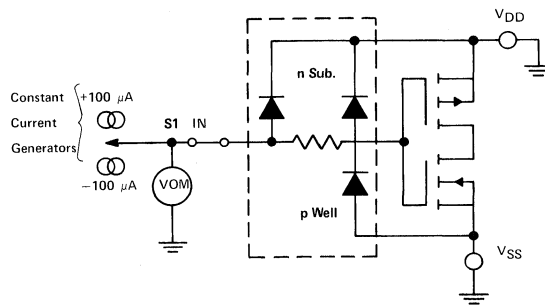 V_DD
n Sub.
Constant +100 μA
Current S1 IN
Generators
VOM
−100 μA
p Well
V_SS